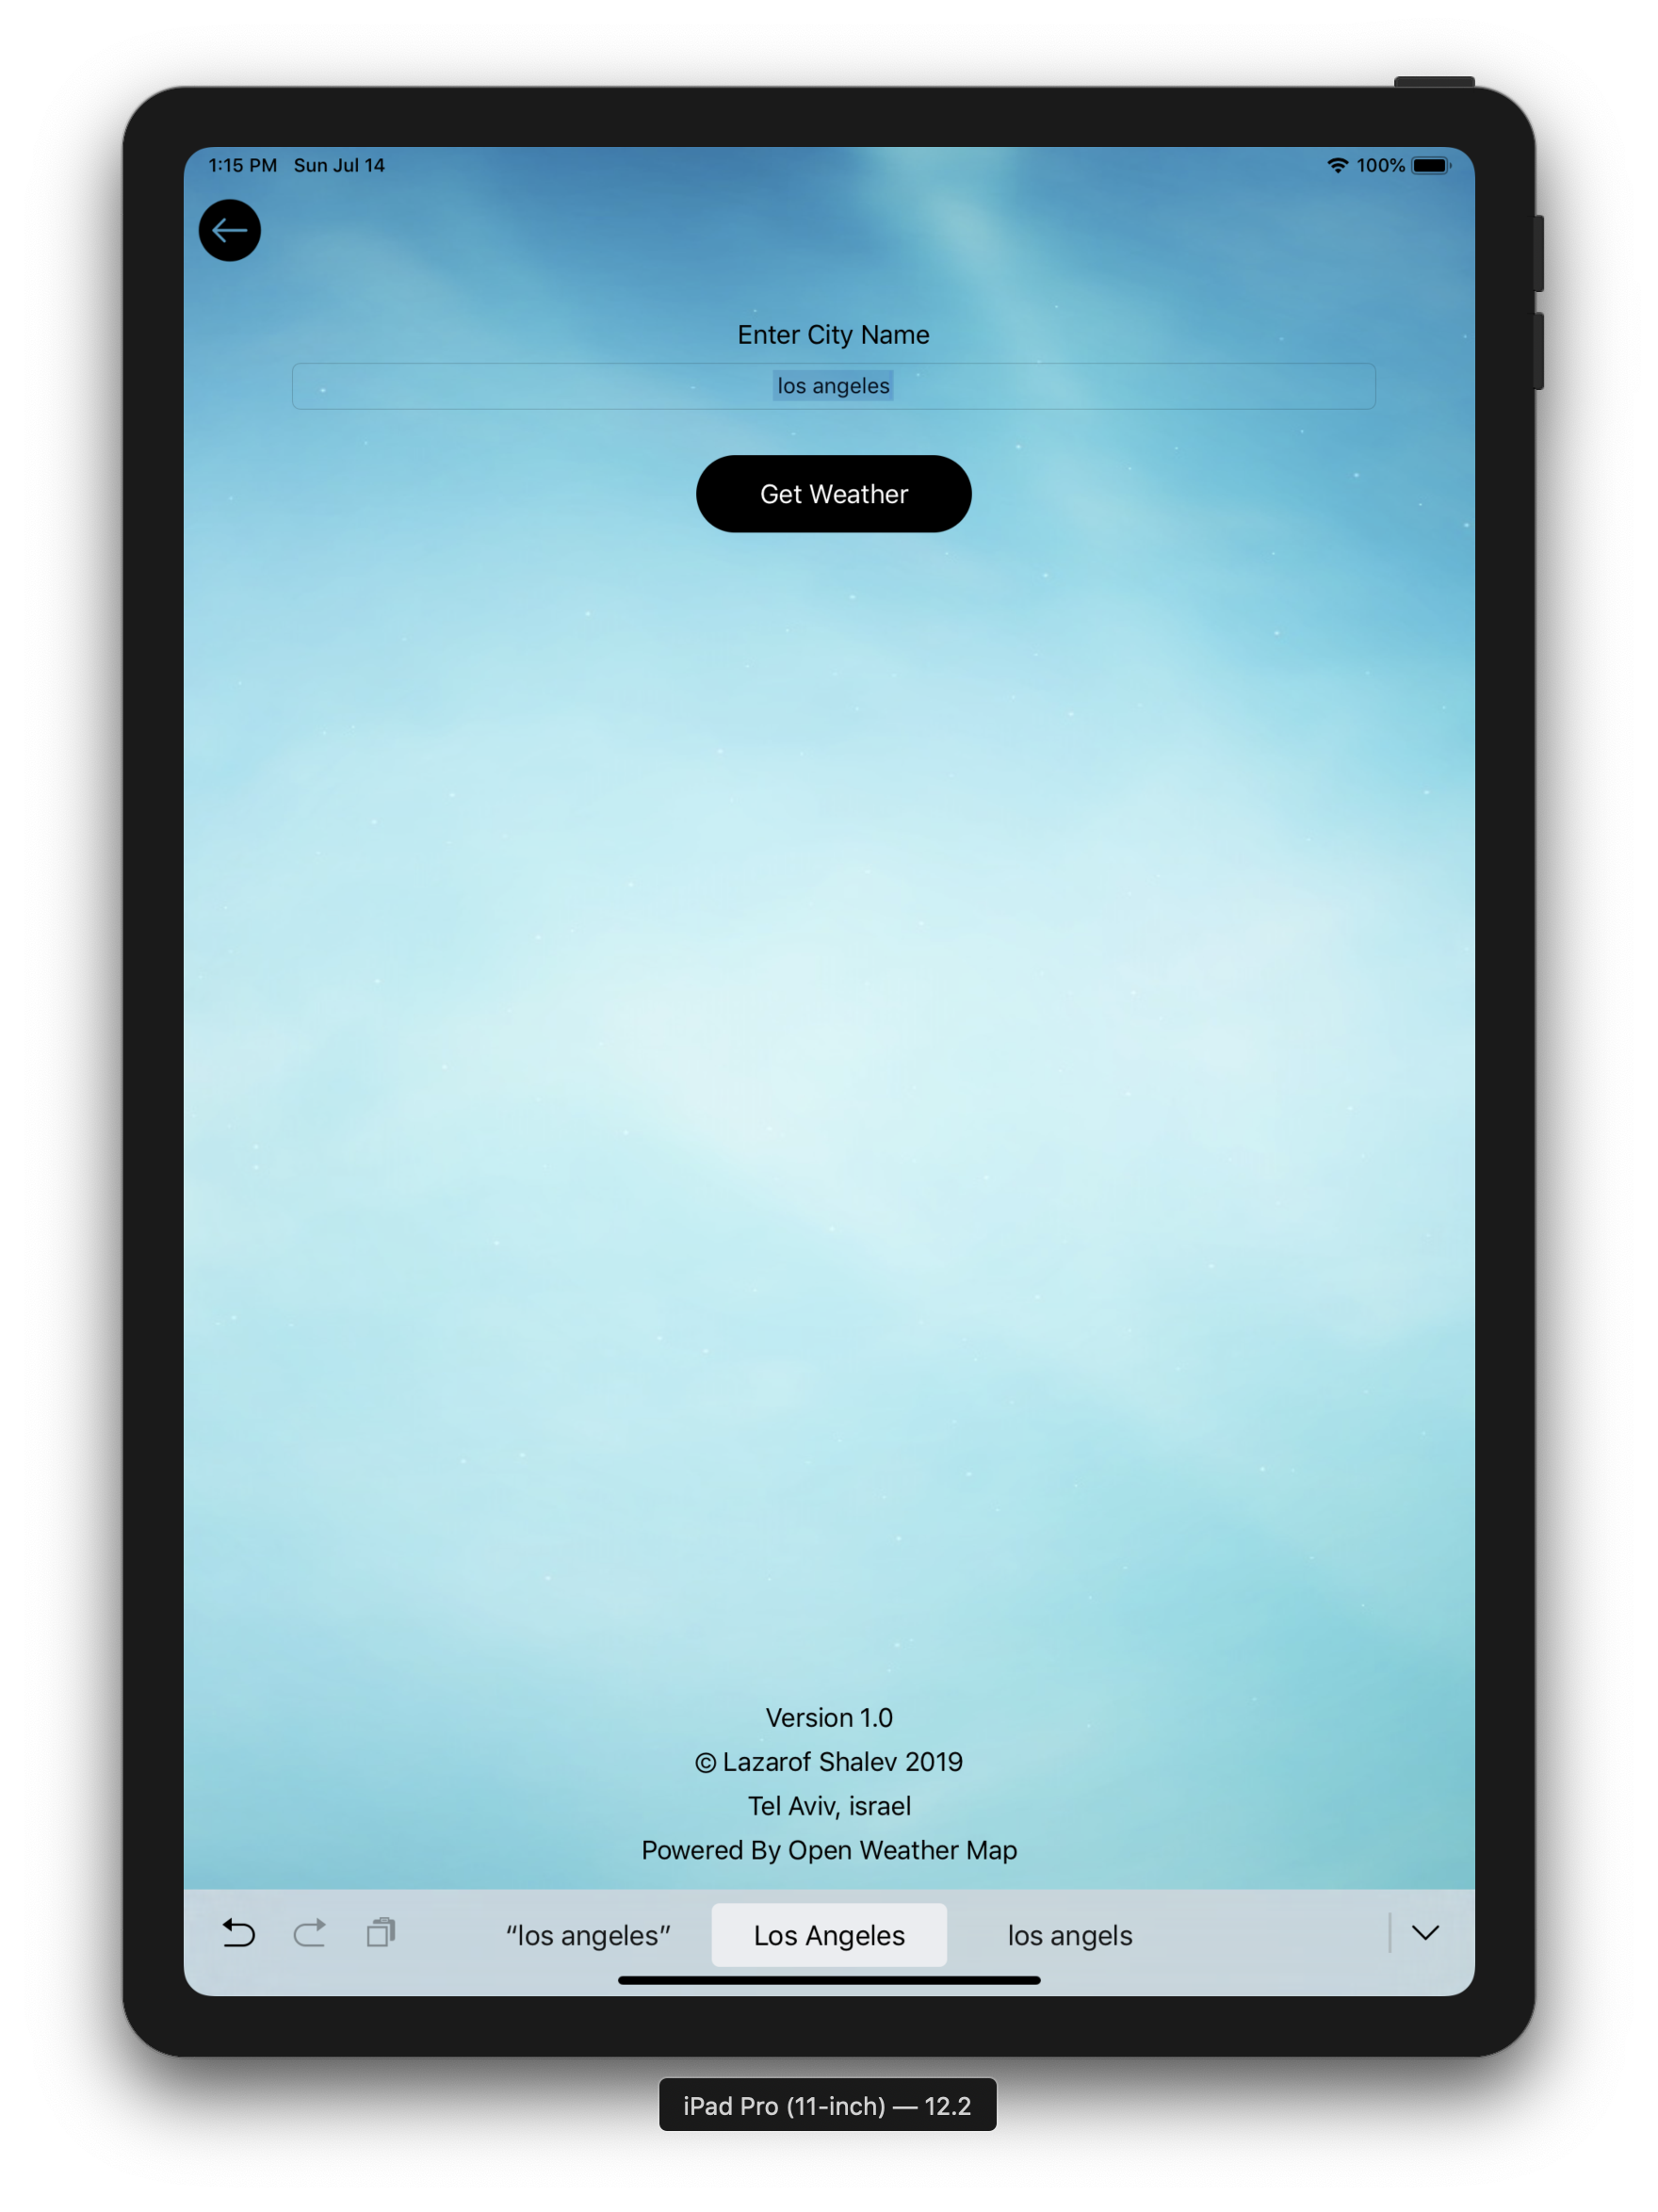 1:15 PM Sun Jul 14 100%
Enter City Name
los angeles
Get Weather
Version 1.0
© Lazarof Shalev 2019
Tel Aviv, israel
Powered By Open Weather Map
“los angeles” Los Angeles los angels
iPad Pro (11-inch) — 12.2